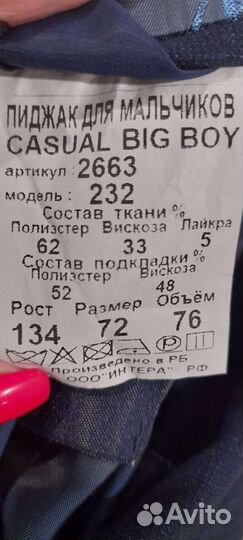 ПИДЖАК ДЛЯ МАЛЬЧИКОВ
CASUAL BIG BOY
артикул : 2663
модель : 232
Состав ткани %
Полиэстер Вискоза Лайкра
62 33 5
Состав подкладки %
Полиэстер Вискоза
52 48
Рост Размер Объём
134 72 76
ПРОИЗВЕДЕНО В РБ
ООО "ИНТЕРА" РФ
Avito